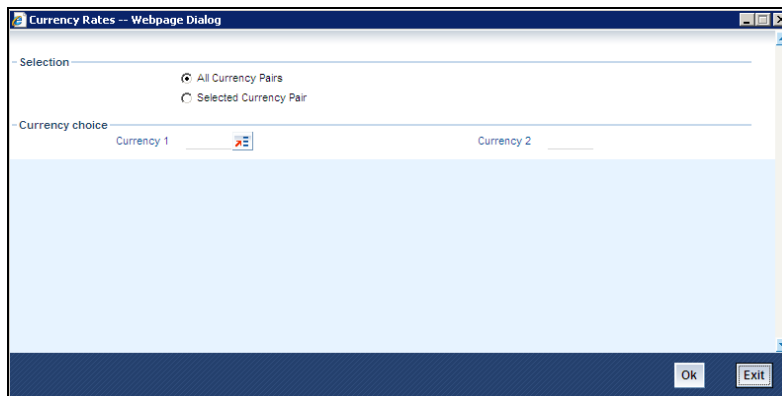 Currency Rates -- Webpage Dialog
Selection
All Currency Pairs
Selected Currency Pair
Currency choice
Currency 1 Currency 2
Ok Exit